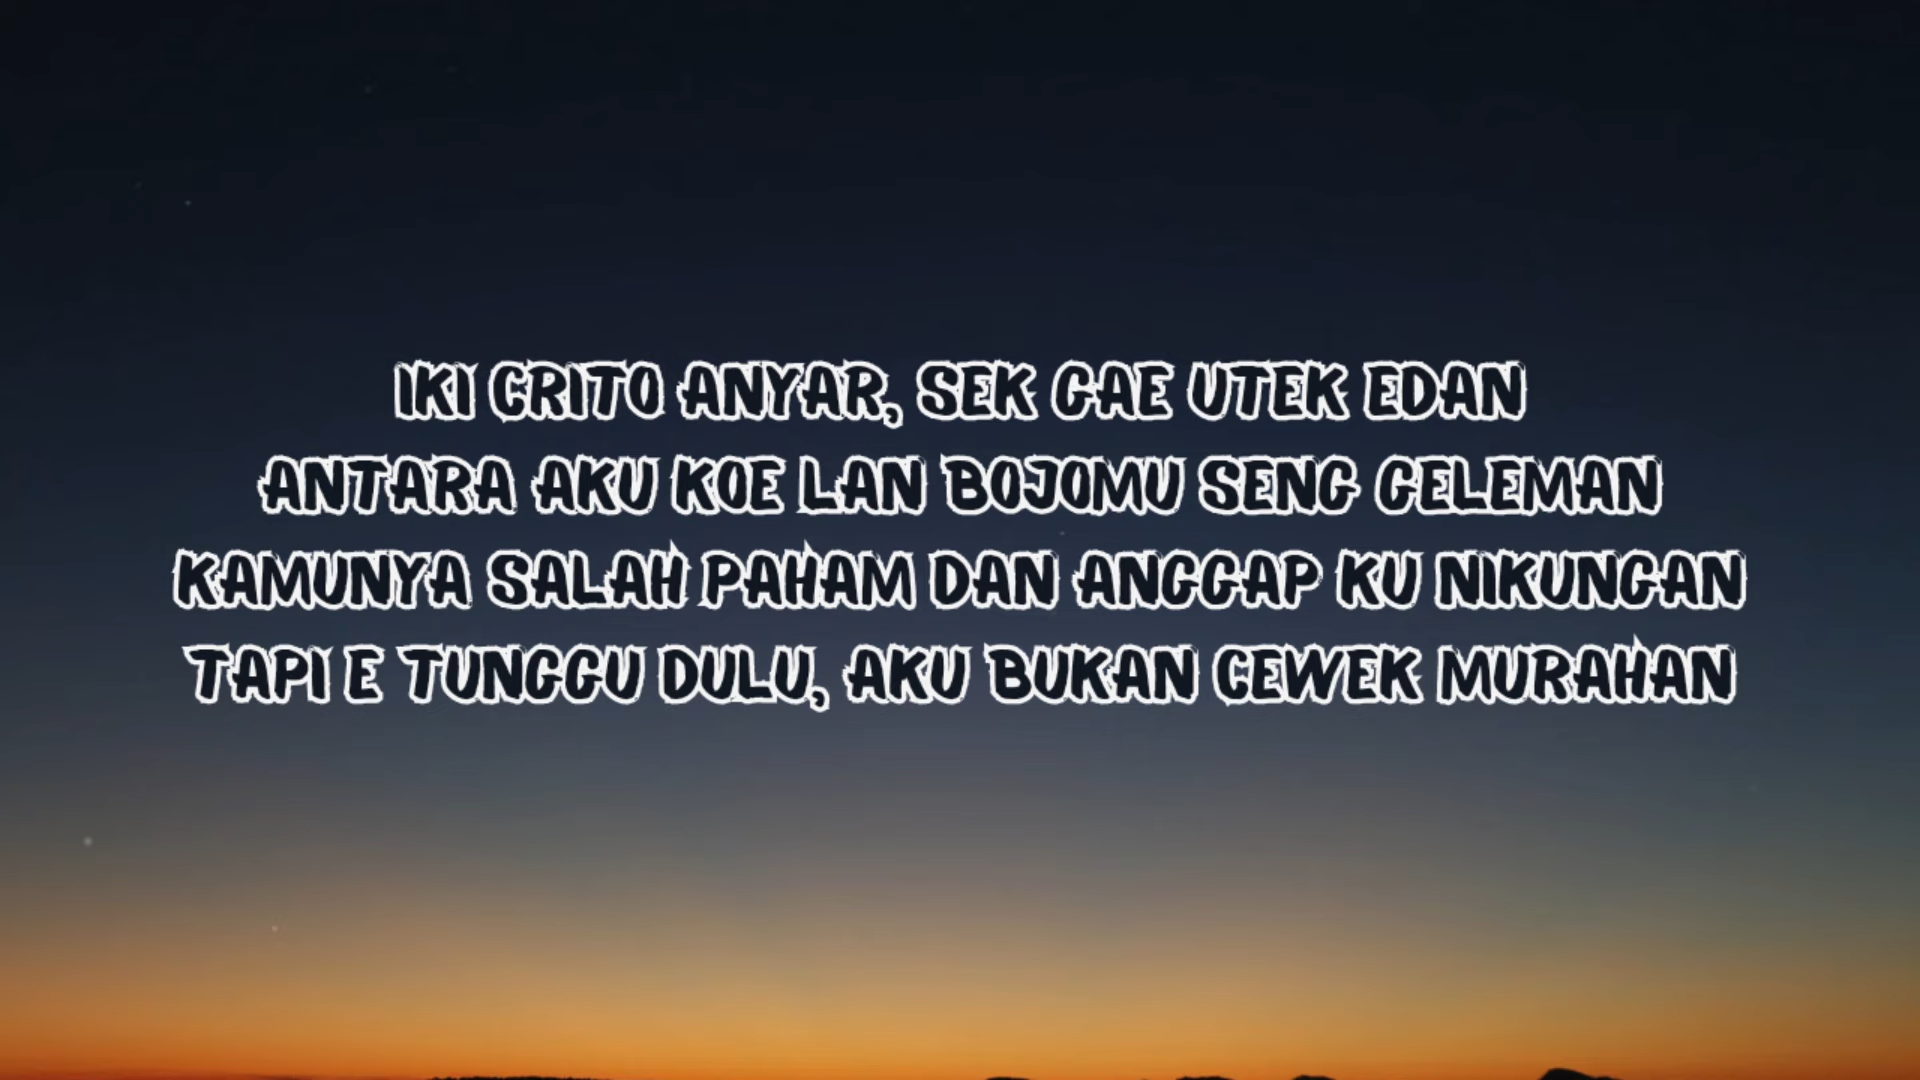 IKI CRITO ANYAR, SEK GAE UTEK EDAN
ANTARA AKU KOE LAN BOJOMU SENG GELEMAN
KAMUNYA SALAH PAHAM DAN ANGGAP KU NIKUNGAN
TAPI E TUNGGU DULU, AKU BUKAN CEWEK MURAHAN